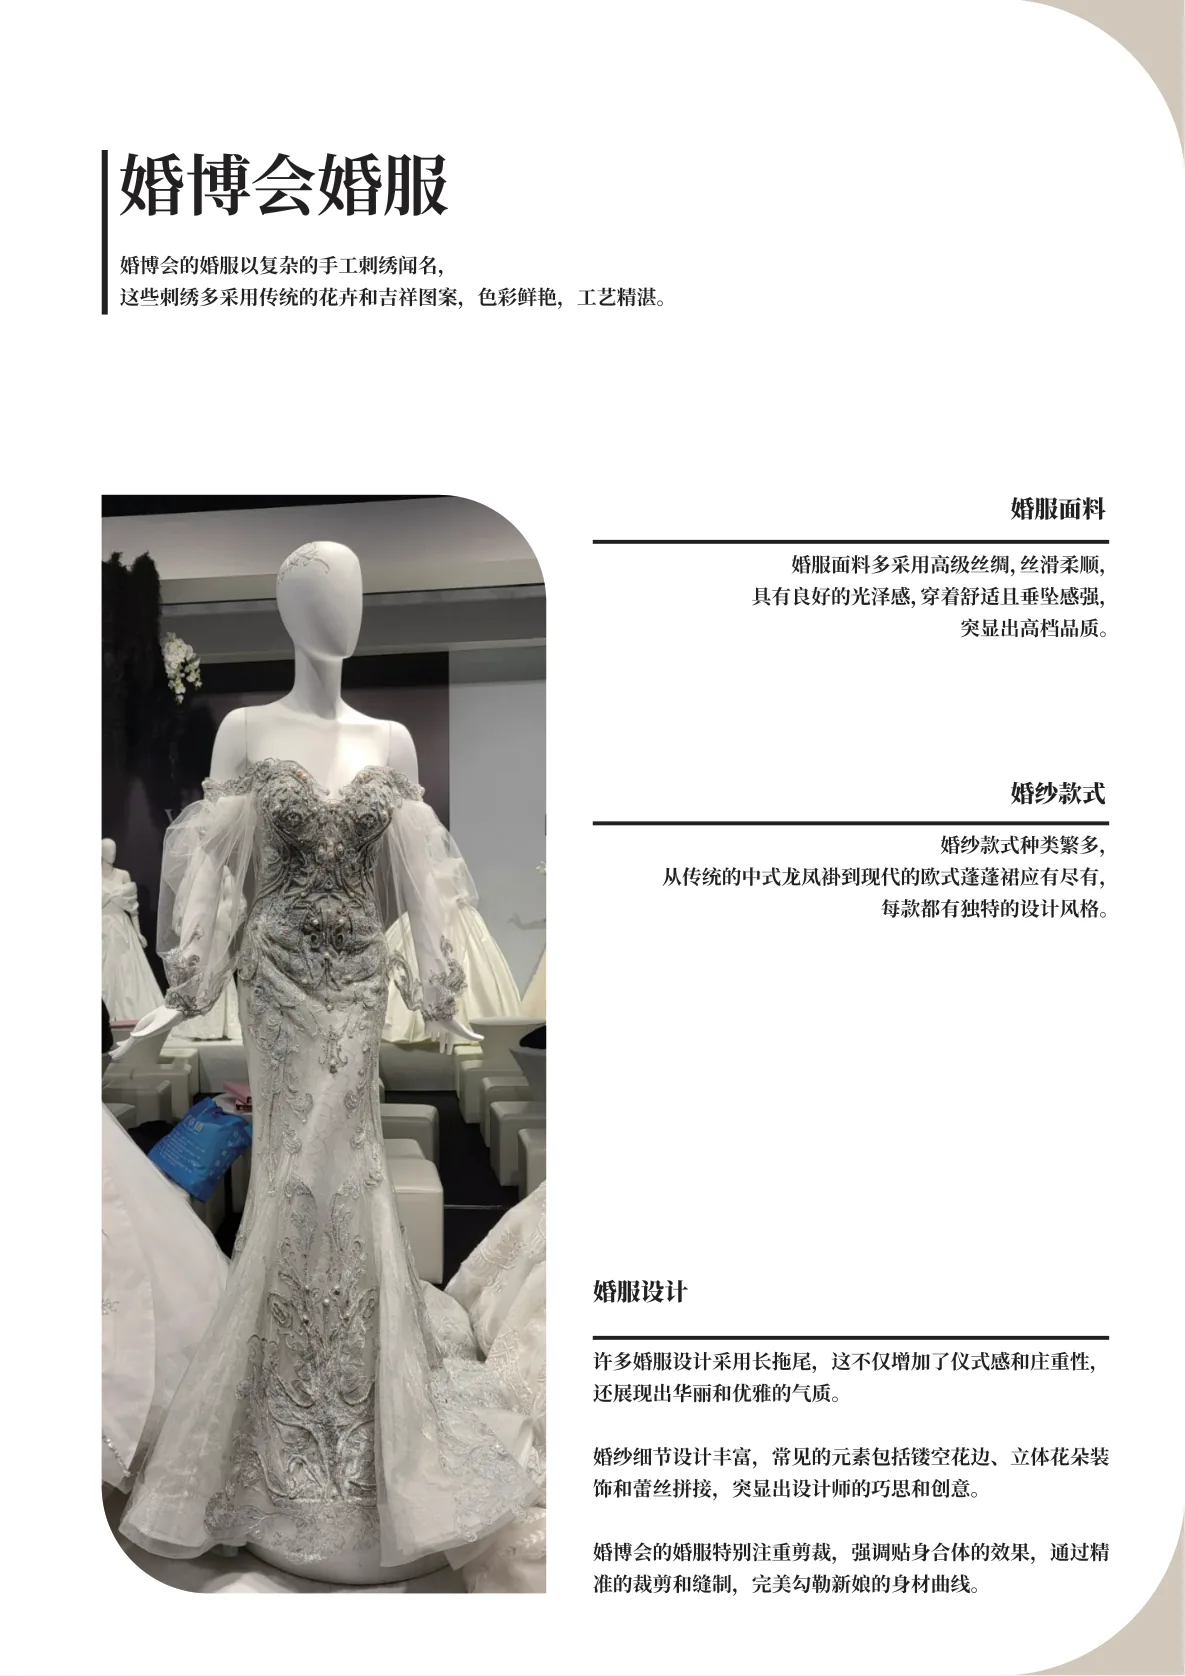 婚博会婚服
婚博会的婚服以复杂的手工刺绣闻名，
这些刺绣多采用传统的花卉和吉祥图案，色彩鲜艳，工艺精湛。
婚服面料
婚服面料多采用高级丝绸，丝滑柔顺，
具有良好的光泽感，穿着舒适且垂坠感强，
突显出高档品质。
婚纱款式
婚纱款式种类繁多，
从传统的中式龙凤褂到现代的欧式蓬蓬裙应有尽有，
每款都有独特的设计风格。
婚服设计
许多婚服设计采用长拖尾，这不仅增加了仪式感和庄重性，
还展现出华丽和优雅的气质。
婚纱细节设计丰富，常见的元素包括镂空花边、立体花朵装
饰和蕾丝拼接，突显出设计师的巧思和创意。
婚博会的婚服特别注重剪裁，强调贴身合体的效果，通过精
准的裁剪和缝制，完美勾勒新娘的身材曲线。